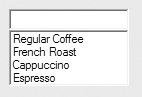 Regular Coffee
French Roast
Cappuccino
Espresso